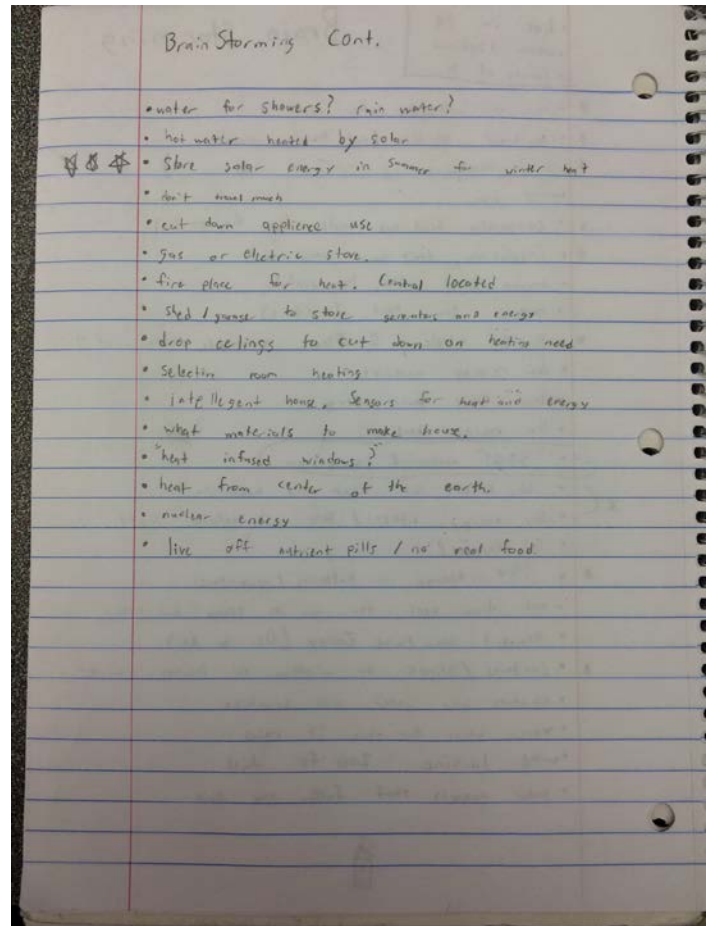 Brain Storming Cont.
• water for showers? rain water?
• hot water heated by solar
• Store solar energy in summer for winter heat
• don't travel much
• cut down applience use
• gas or electric stove.
• fire place for heat. Central located
• shed / garage to store generators and energy
• drop celings to cut down on heating need
• Selectin room heating
• intellegent house. Sensors for heat and energy
• what materials to make house.
• "heat infused windows?"
• heat from center of the earth.
• nuclear energy
• live off nutrient pills / no real food.